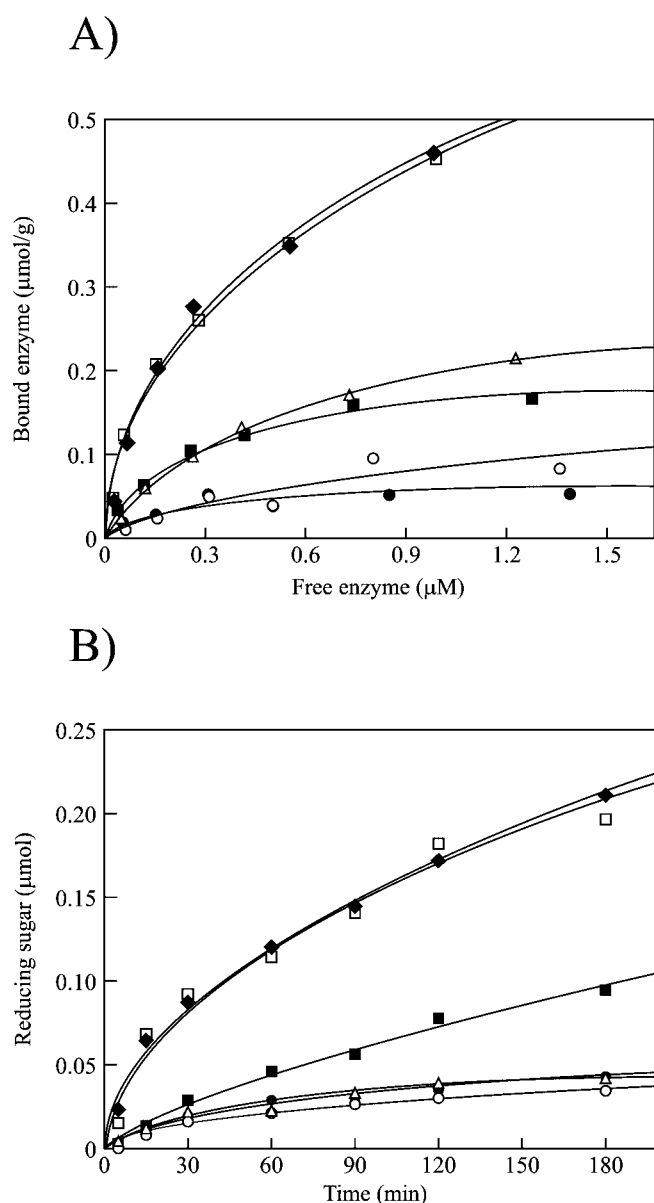 A)
0.5
0.4
0.3
0.2
0.1
0
Bound enzyme (μmol/g)
0 0.3 0.6 0.9 1.2 1.5
Free enzyme (μM)
B)
0.25
0.20
0.15
0.10
0.05
0
Reducing sugar (μmol)
0 30 60 90 120 150 180
Time (min)